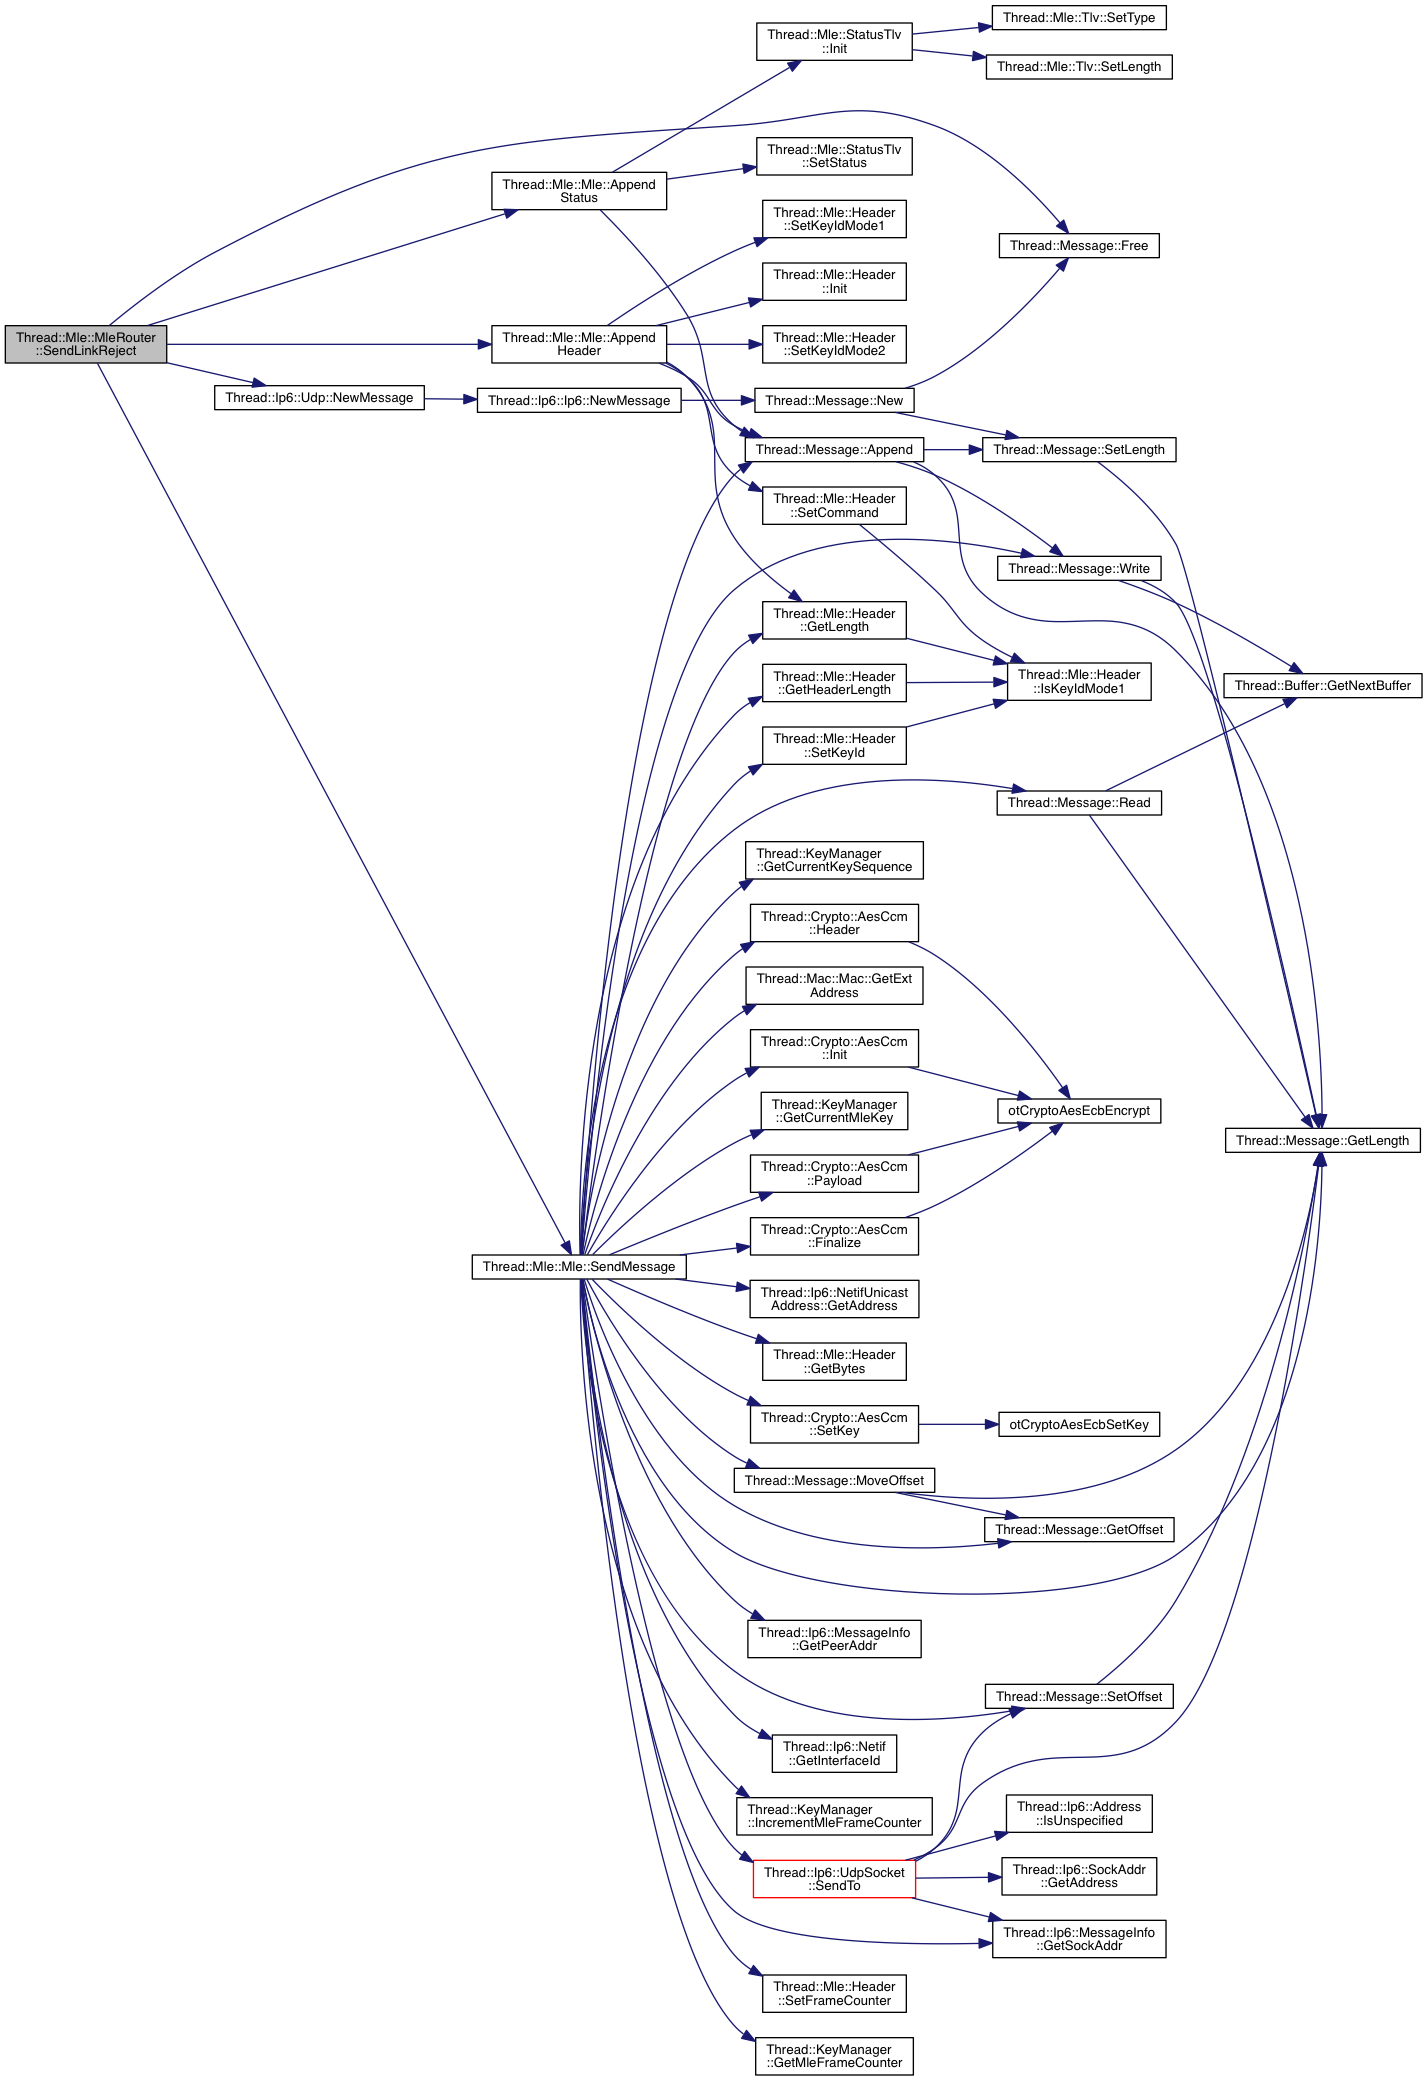 Thread::Mle::StatusTlv
::Init
Thread::Mle::Tlv::SetType
Thread::Mle::Tlv::SetLength
Thread::Mle::StatusTlv
::SetStatus
Thread::Mle::Mle::Append
Status
Thread::Mle::Header
::SetKeyIdMode1
Thread::Message::Free
Thread::Mle::Header
::Init
Thread::Mle::MleRouter
::SendLinkReject
Thread::Mle::Mle::Append
Header
Thread::Mle::Header
::SetKeyIdMode2
Thread::Ip6::Udp::NewMessage
Thread::Ip6::Ip6::NewMessage
Thread::Message::New
Thread::Message::Append
Thread::Message::SetLength
Thread::Mle::Header
::SetCommand
Thread::Message::Write
Thread::Mle::Header
::GetLength
Thread::Mle::Header
::GetHeaderLength
Thread::Mle::Header
::IsKeyIdMode1
Thread::Buffer::GetNextBuffer
Thread::Mle::Header
::SetKeyId
Thread::Message::Read
Thread::KeyManager
::GetCurrentKeySequence
Thread::Crypto::AesCcm
::Header
Thread::Mac::Mac::GetExt
Address
Thread::Crypto::AesCcm
::Init
Thread::KeyManager
::GetCurrentMleKey
otCryptoAesEcbEncrypt
Thread::Message::GetLength
Thread::Crypto::AesCcm
::Payload
Thread::Crypto::AesCcm
::Finalize
Thread::Mle::Mle::SendMessage
Thread::Ip6::NetifUnicast
Address::GetAddress
Thread::Mle::Header
::GetBytes
Thread::Crypto::AesCcm
::SetKey
otCryptoAesEcbSetKey
Thread::Message::MoveOffset
Thread::Message::GetOffset
Thread::Ip6::MessageInfo
::GetPeerAddr
Thread::Message::SetOffset
Thread::Ip6::Netif
::GetInterfaceId
Thread::KeyManager
::IncrementMleFrameCounter
Thread::Ip6::Address
::IsUnspecified
Thread::Ip6::UdpSocket
::SendTo
Thread::Ip6::SockAddr
::GetAddress
Thread::Ip6::MessageInfo
::GetSockAddr
Thread::Mle::Header
::SetFrameCounter
Thread::KeyManager
::GetMleFrameCounter